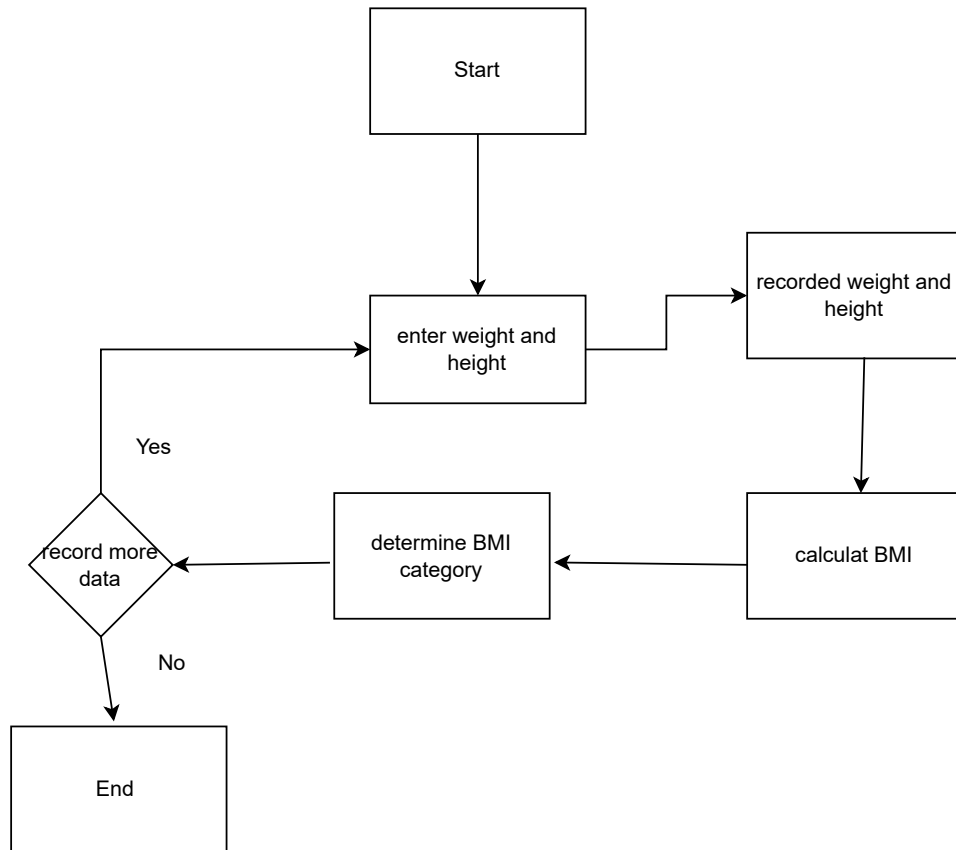 Start
enter weight and
height
recorded weight and
height
calculat BMI
determine BMI
category
record more
data
Yes
No
End